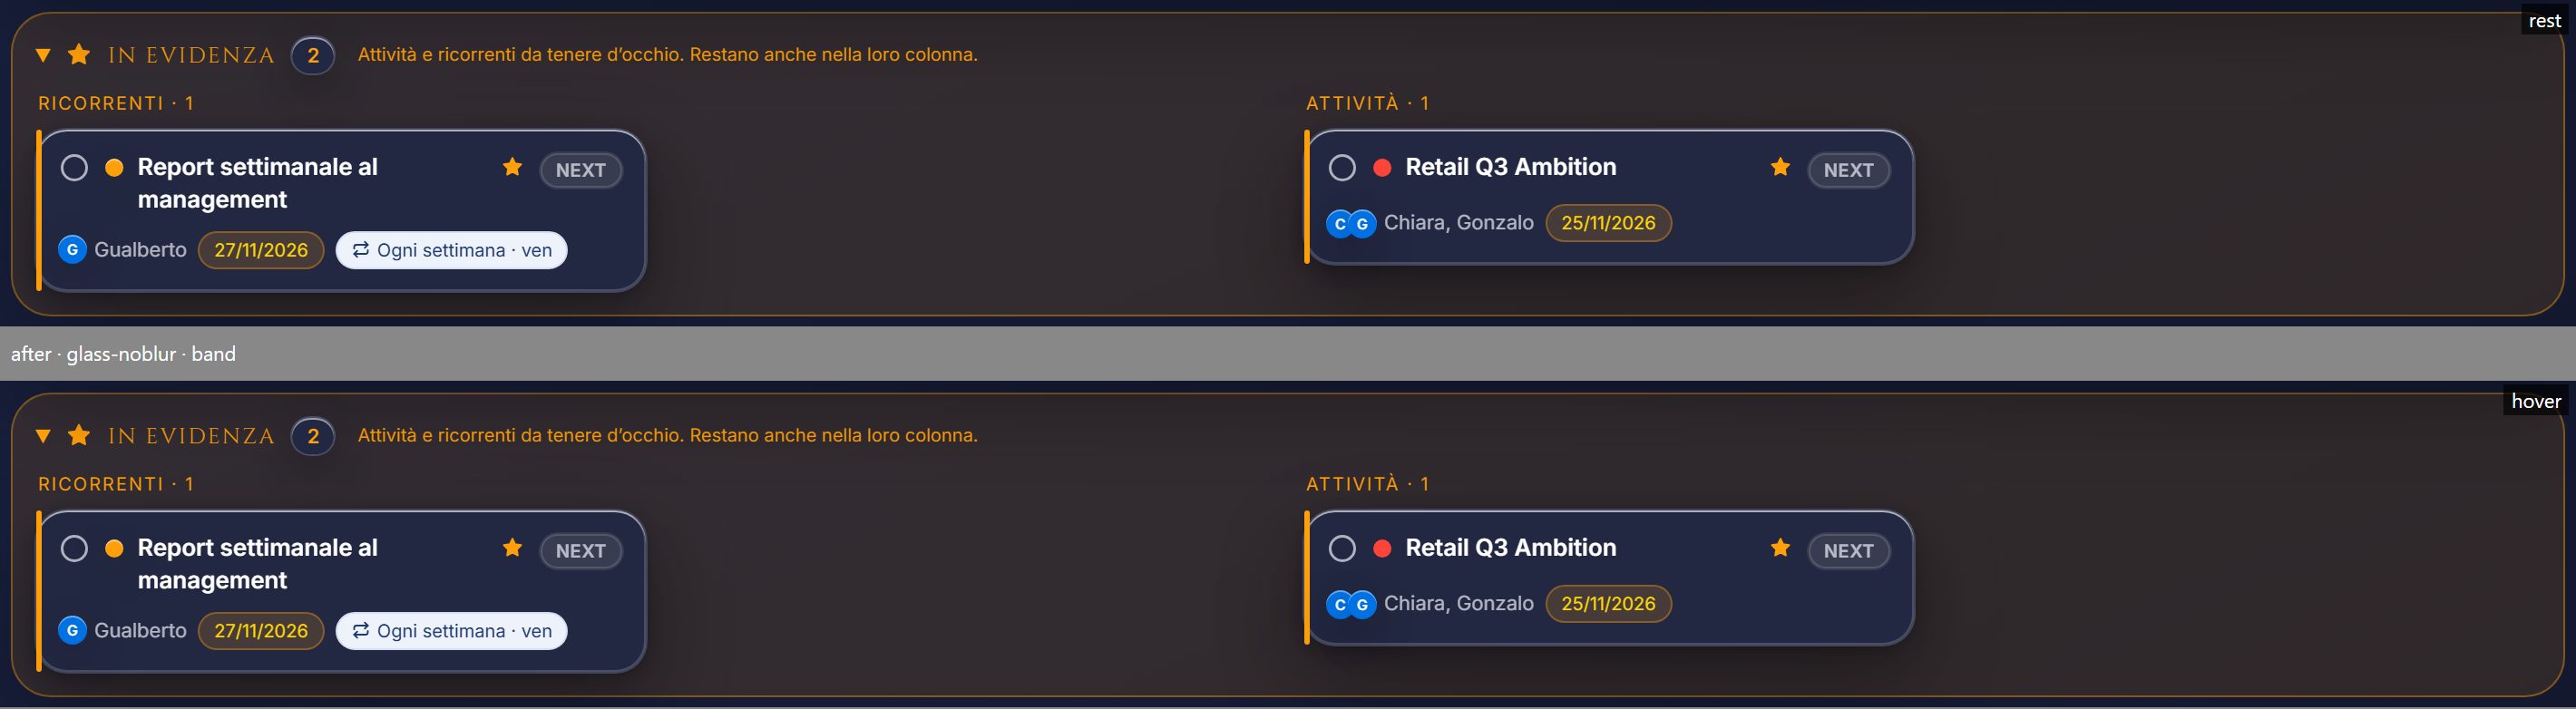 rest
IN EVIDENZA 2 Attività e ricorrenti da tenere d’occhio. Restano anche nella loro colonna.
RICORRENTI · 1
Report settimanale al
management
NEXT
G Gualberto 27/11/2026 Ogni settimana · ven
ATTIVITÀ · 1
Retail Q3 Ambition
NEXT
C G Chiara, Gonzalo 25/11/2026
after · glass-noblur · band
hover
IN EVIDENZA 2 Attività e ricorrenti da tenere d’occhio. Restano anche nella loro colonna.
RICORRENTI · 1
Report settimanale al
management
NEXT
G Gualberto 27/11/2026 Ogni settimana · ven
ATTIVITÀ · 1
Retail Q3 Ambition
NEXT
C G Chiara, Gonzalo 25/11/2026